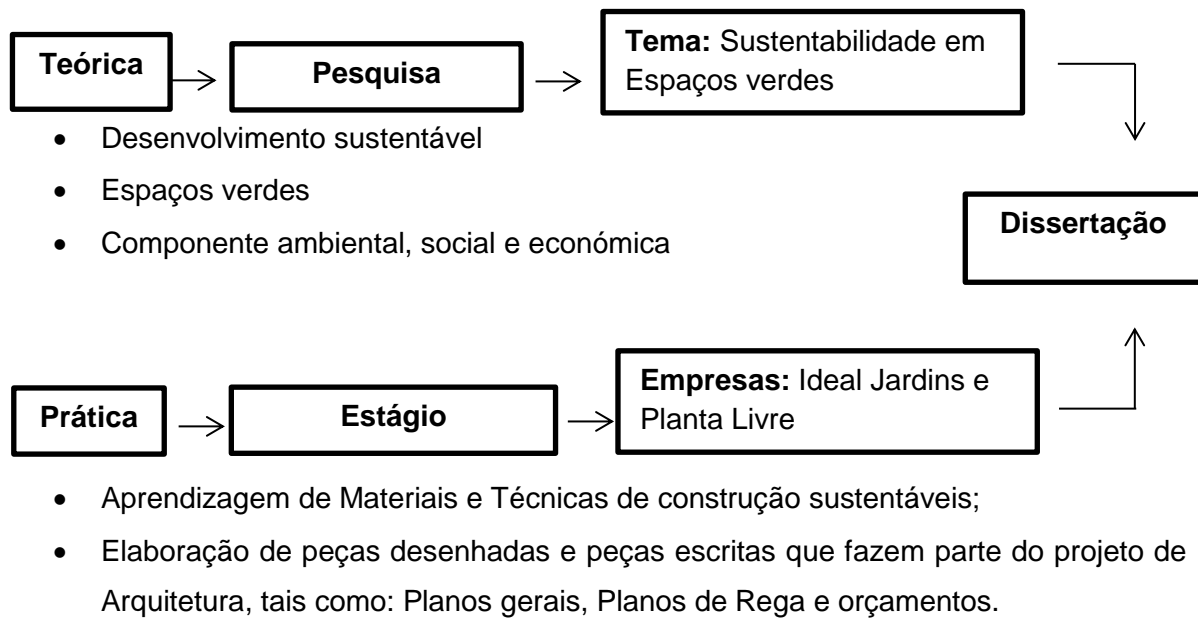 Teórica
Pesquisa
Tema: Sustentabilidade em
Espaços verdes
• Desenvolvimento sustentável
• Espaços verdes
• Componente ambiental, social e económica
Dissertação
Prática
Estágio
Empresas: Ideal Jardins e
Planta Livre
• Aprendizagem de Materiais e Técnicas de construção sustentáveis;
• Elaboração de peças desenhadas e peças escritas que fazem parte do projeto de
Arquitetura, tais como: Planos gerais, Planos de Rega e orçamentos.